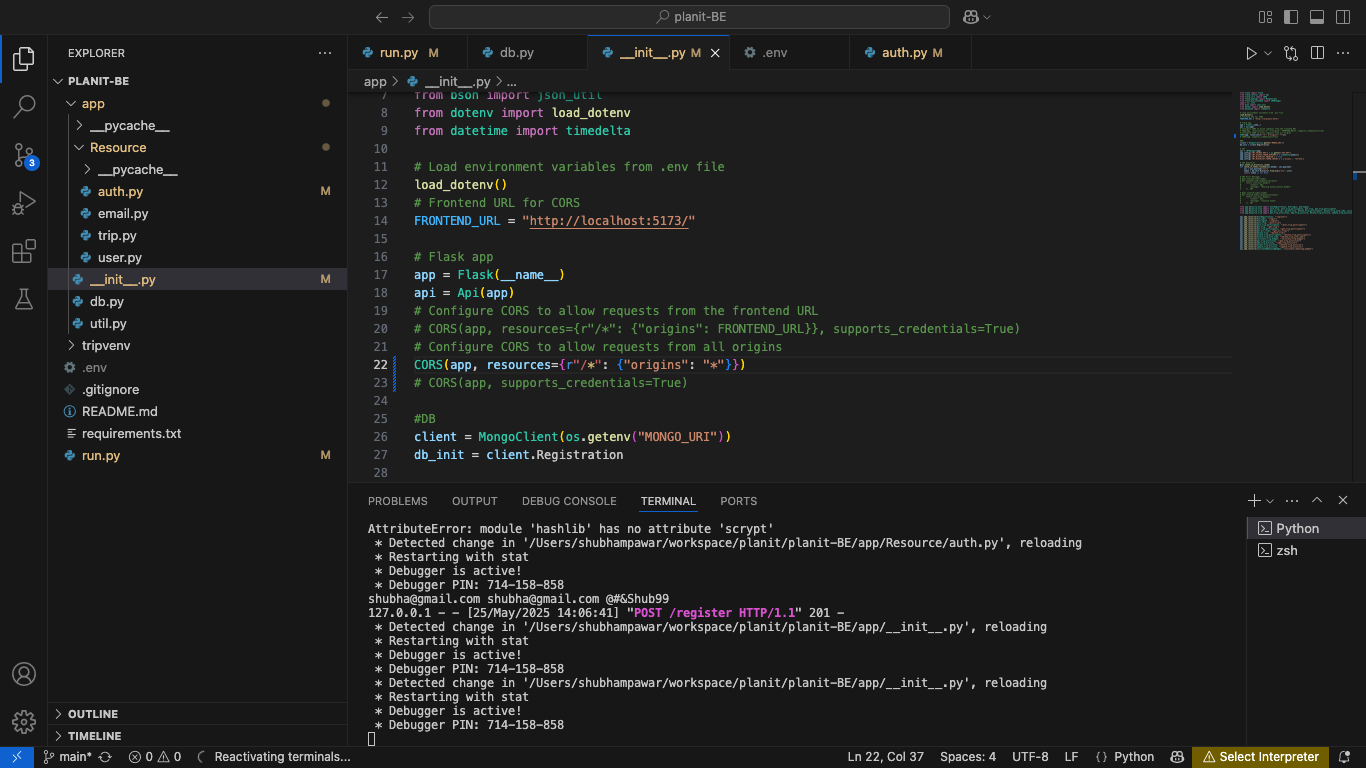 planit-BE
EXPLORER
PLANIT-BE
app
__pycache__
Resource
__pycache__
auth.py M
email.py
trip.py
user.py
__init__.py M
db.py
util.py
tripvenv
.env
.gitignore
README.md
requirements.txt
run.py M
OUTLINE
TIMELINE
3
run.py M
db.py
__init__.py M
.env
auth.py M
app > __init__.py > ...
7 from bson import json_util
8 from dotenv import load_dotenv
9 from datetime import timedelta
10
11 # Load environment variables from .env file
12 load_dotenv()
13 # Frontend URL for CORS
14 FRONTEND_URL = "http://localhost:5173/"
15
16 # Flask app
17 app = Flask(__name__)
18 api = Api(app)
19 # Configure CORS to allow requests from the frontend URL
20 # CORS(app, resources={r"/*": {"origins": FRONTEND_URL}}, supports_credentials=True)
21 # Configure CORS to allow requests from all origins
22 CORS(app, resources={r"/*": {"origins": "*"}})
23 # CORS(app, supports_credentials=True)
24
25 #DB
26 client = MongoClient(os.getenv("MONGO_URI"))
27 db_init = client.Registration
28
PROBLEMS OUTPUT DEBUG CONSOLE TERMINAL PORTS
AttributeError: module 'hashlib' has no attribute 'scrypt'
* Detected change in '/Users/shubhampawar/workspace/planit/planit-BE/app/Resource/auth.py', reloading
* Restarting with stat
* Debugger is active!
* Debugger PIN: 714-158-858
shubha@gmail.com shubha@gmail.com @#&Shub99
127.0.0.1 - - [25/May/2025 14:06:41] "POST /register HTTP/1.1" 201 -
* Detected change in '/Users/shubhampawar/workspace/planit/planit-BE/app/__init__.py', reloading
* Restarting with stat
* Debugger is active!
* Debugger PIN: 714-158-858
* Detected change in '/Users/shubhampawar/workspace/planit/planit-BE/app/__init__.py', reloading
* Restarting with stat
* Debugger is active!
* Debugger PIN: 714-158-858
Python
zsh
main* 0 0 Reactivating terminals... Ln 22, Col 37 Spaces: 4 UTF-8 LF {} Python Select Interpreter